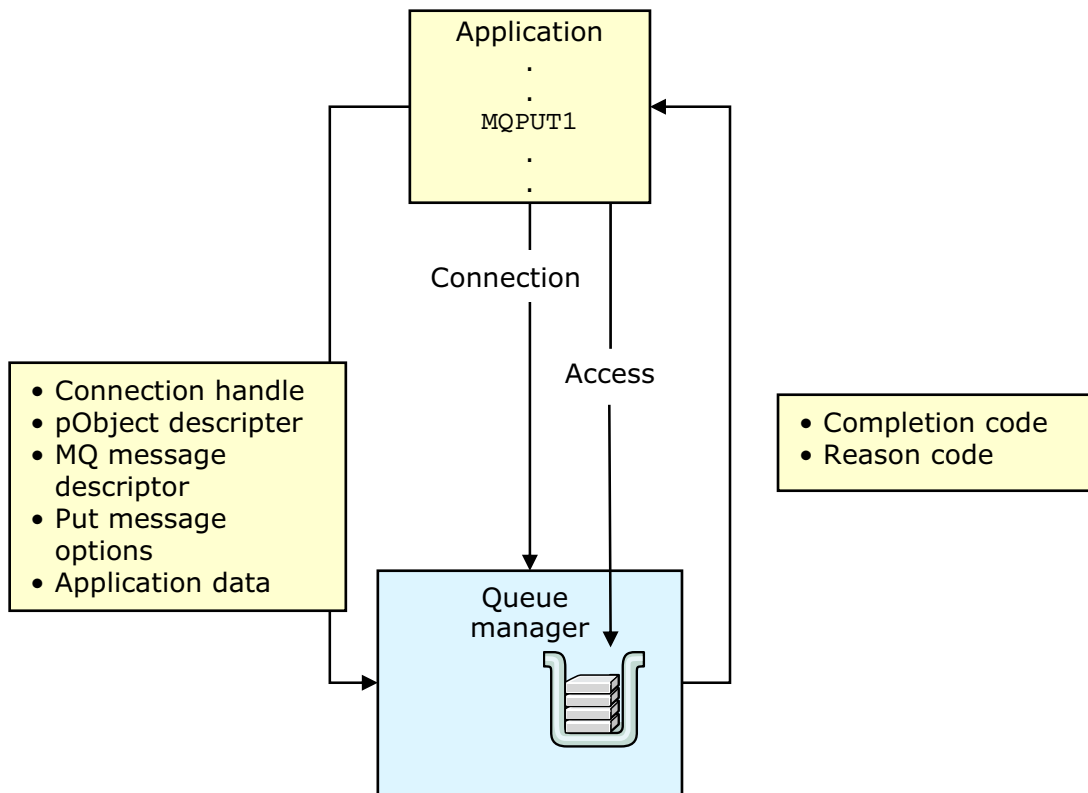 Application
.
.
MQPUT1
.
.
Connection
Access
• Connection handle
• pObject descripter
• MQ message
descriptor
• Put message
options
• Application data
• Completion code
• Reason code
Queue
manager